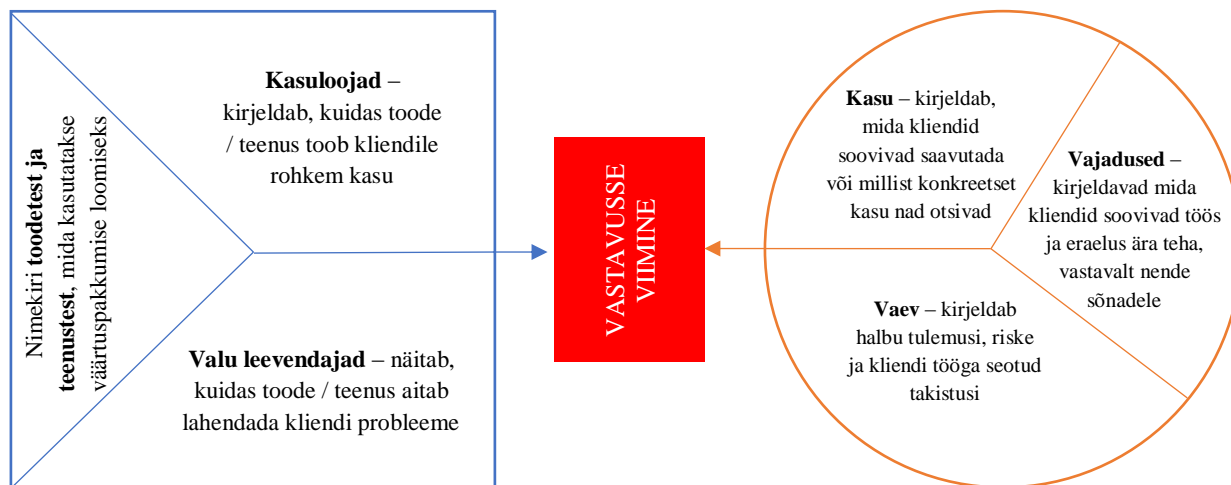 Nimekiri toodetest ja
teenustest, mida kasutatakse
väärtuspakkumise loomiseks
Kasuloojad –
kirjeldab, kuidas toode
/ teenus toob kliendile
rohkem kasu
Valu leevendajad – näitab,
kuidas toode / teenus aitab
lahendada kliendi probleeme
VASTAVUSSE
VIIMINE
Kasu – kirjeldab,
mida kliendid
soovivad saavutada
või millist konkreetset
kasu nad otsivad
Vajadused –
kirjeldavad mida
kliendid soovivad töös
ja eraelus ära teha,
vastavalt nende
sõnadele
Vaev – kirjeldab
halbu tulemusi, riske
ja kliendi tööga seotud
takistusi